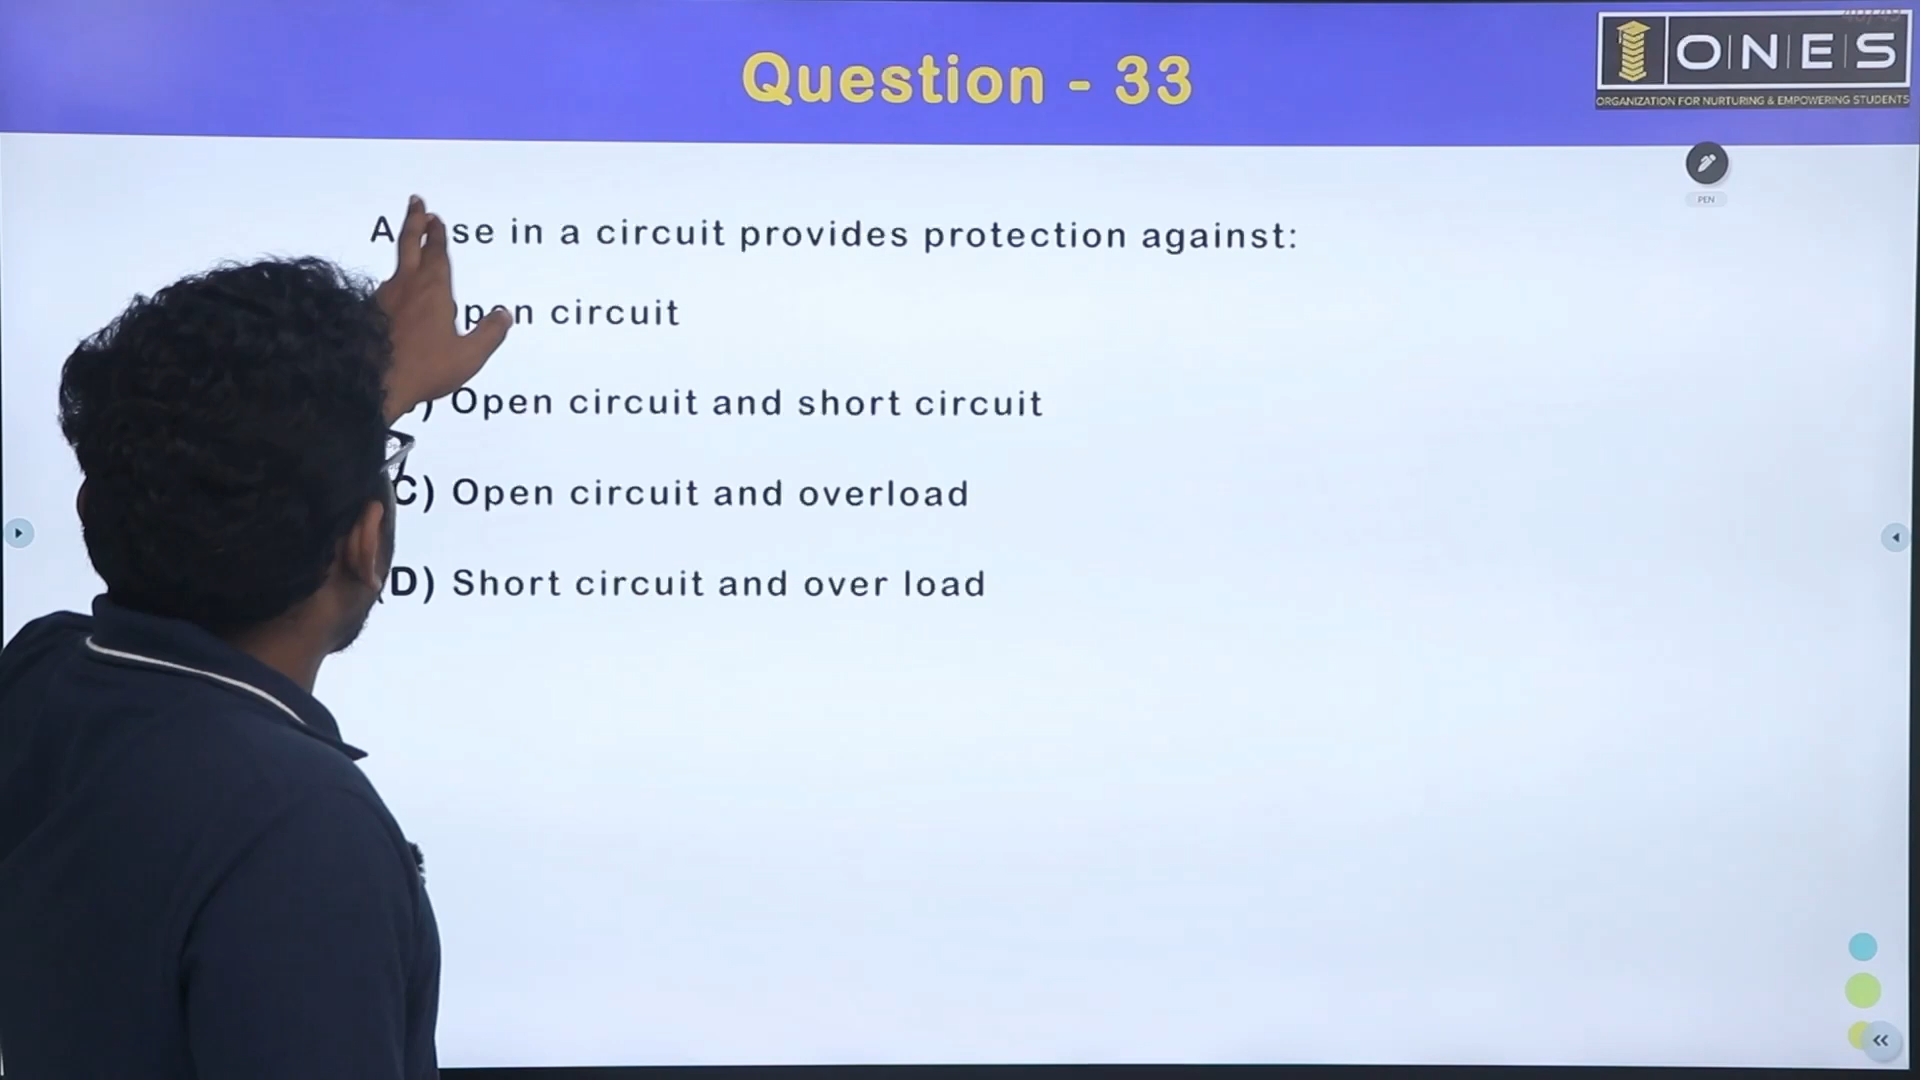 Question - 33
ONES
ORGANIZATION FOR NURTURING & EMPOWERING STUDENTS
PEN
A in a circuit provides protection against:
circuit
Open circuit and short circuit
C) Open circuit and overload
(D) Short circuit and over load